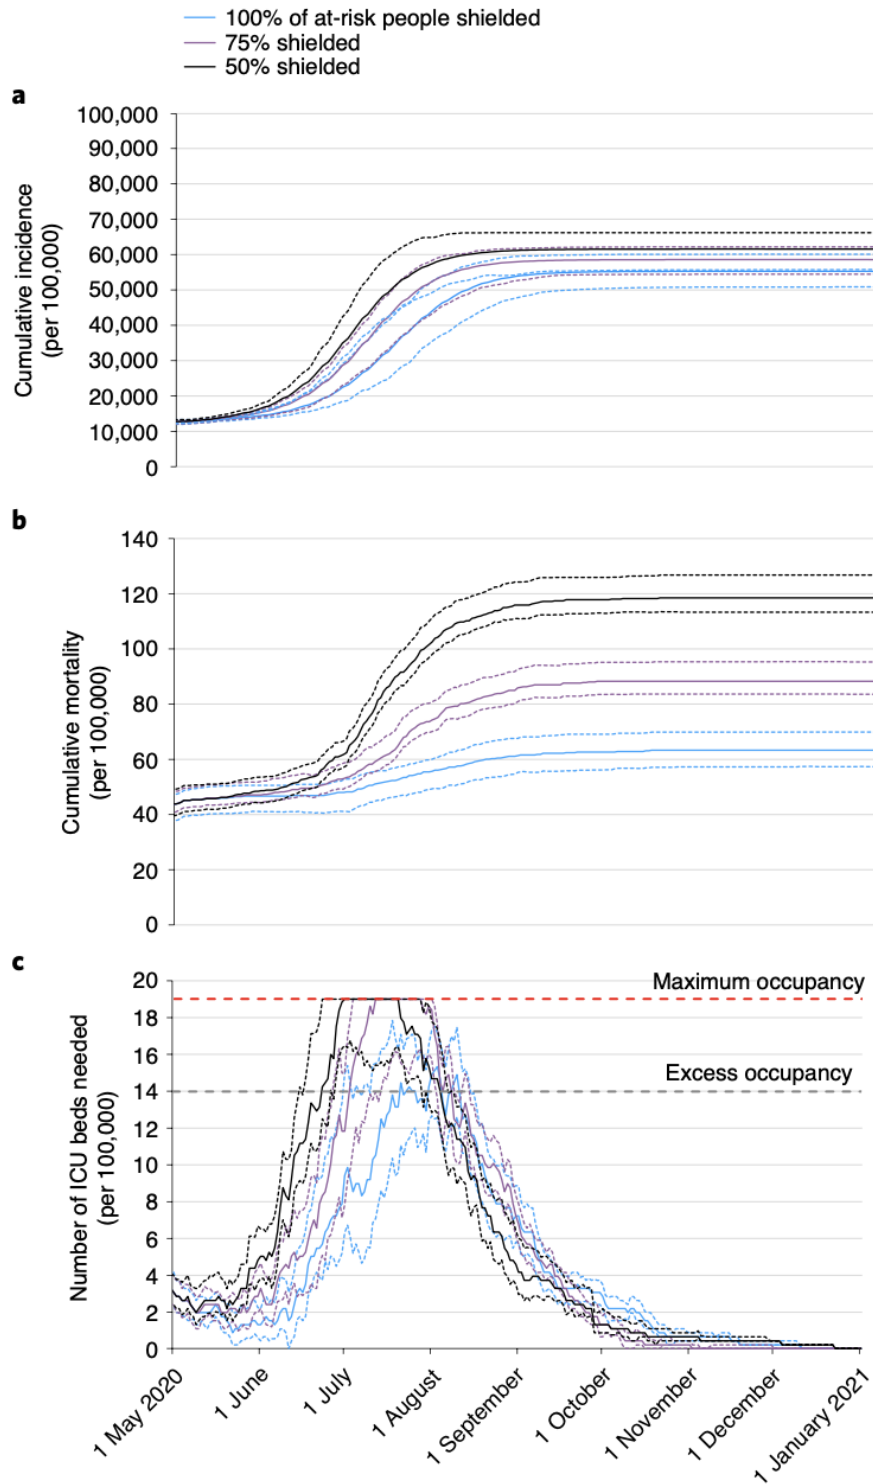 100% of at-risk people shielded
75% shielded
50% shielded
a
100,000
90,000
80,000
70,000
60,000
50,000
40,000
30,000
20,000
10,000
0
Cumulative incidence
(per 100,000)
b
140
120
100
80
60
40
20
0
Cumulative mortality
(per 100,000)
c
20
18
16
14
12
10
8
6
4
2
0
Number of ICU beds needed
(per 100,000)
Maximum occupancy
Excess occupancy
1 May 2020
1 June
1 July
1 August
1 September
1 October
1 November
1 December
1 January 2021